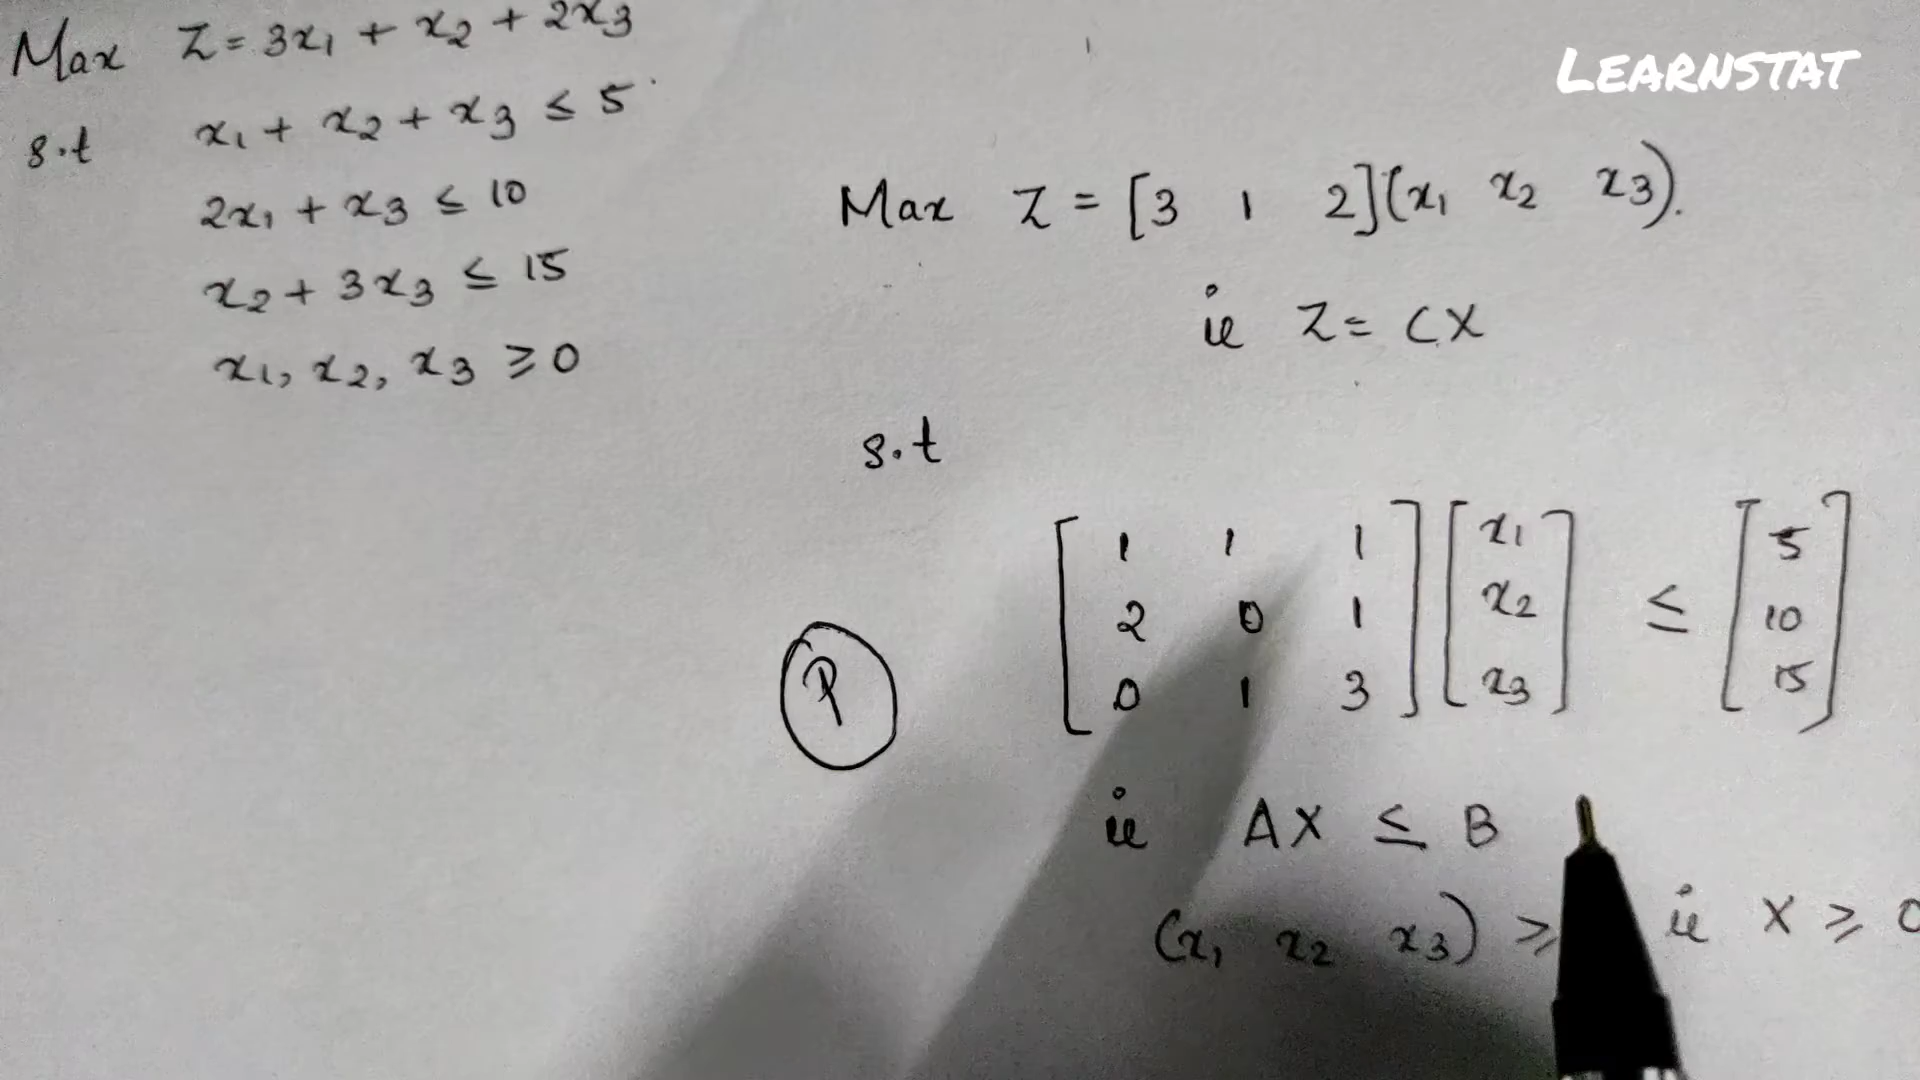 Max Z = 3x₁ + x₂ + 2x₃
s.t x₁ + x₂ + x₃ ≤ 5
2x₁ + x₃ ≤ 10
x₂ + 3x₃ ≤ 15
x₁, x₂, x₃ ≥ 0
LEARNSTAT
Max Z = [3 1 2](x₁ x₂ x₃).
ie Z = CX
s.t
P
[1 1 1] [x₁] [5]
[2 0 1] [x₂] ≤ [10]
[0 1 3] [x₃] [15]
ie AX ≤ B
(x₁ x₂ x₃) ≥ ie X ≥ 0